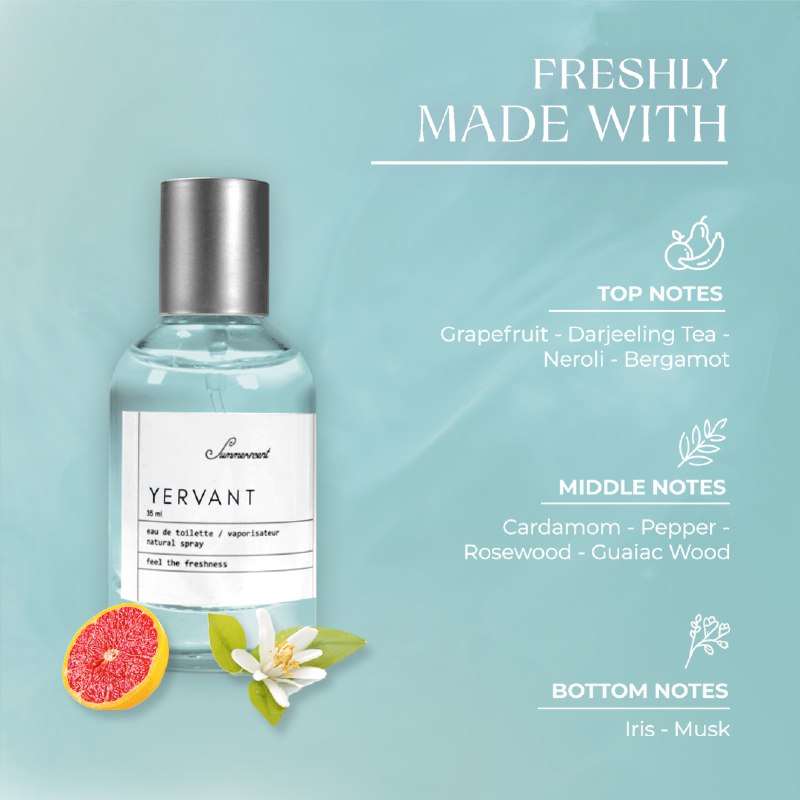 FRESHLY
MADE WITH
TOP NOTES
Grapefruit - Darjeeling Tea -
Neroli - Bergamot
MIDDLE NOTES
Cardamom - Pepper -
Rosewood - Guaiac Wood
BOTTOM NOTES
Iris - Musk
Summerscent
YERVANT
35 ml
eau de toilette / vaporisateur
natural spray
feel the freshness